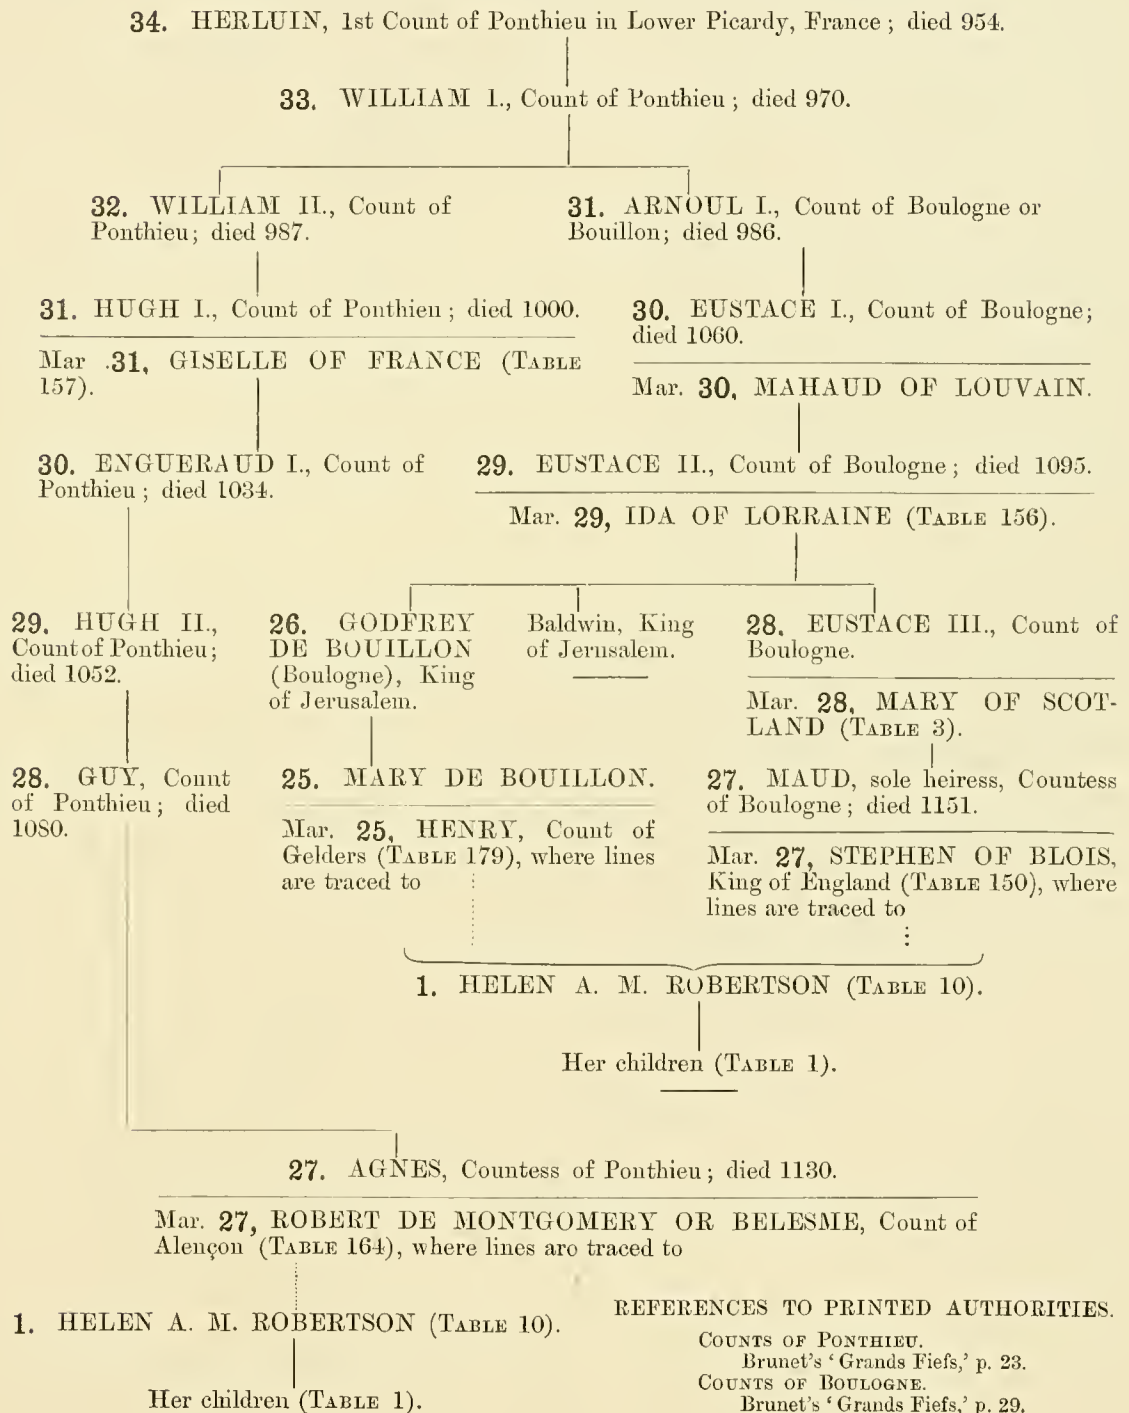 34. HERLUIN, 1st Count of Ponthieu in Lower Picardy, France; died 954.
33. WILLIAM I., Count of Ponthieu; died 970.
32. WILLIAM II., Count of
Ponthieu; died 987.
31. ARNOUL I., Count of Boulogne or
Bouillon; died 986.
31. HUGH I., Count of Ponthieu; died 1000.
Mar .31, GISELLE OF FRANCE (TABLE
157).
30. EUSTACE I., Count of Boulogne;
died 1060.
Mar. 30, MAHAUD OF LOUVAIN.
30. ENGUERAUD I., Count of
Ponthieu; died 1034.
29. EUSTACE II., Count of Boulogne; died 1095.
Mar. 29, IDA OF LORRAINE (TABLE 156).
29. HUGH II.,
Count of Ponthieu;
died 1052.
26. GODFREY
DE BOUILLON
(Boulogne), King
of Jerusalem.
Baldwin, King
of Jerusalem.
28. EUSTACE III., Count of
Boulogne.
Mar. 28, MARY OF SCOT-
LAND (TABLE 3).
28. GUY, Count
of Ponthieu; died
1080.
25. MARY DE BOUILLON.
Mar. 25, HENRY, Count of
Gelders (TABLE 179), where lines
are traced to
27. MAUD, sole heiress, Countess
of Boulogne; died 1151.
Mar. 27, STEPHEN OF BLOIS,
King of England (TABLE 150), where
lines are traced to
1. HELEN A. M. ROBERTSON (TABLE 10).
Her children (TABLE 1).
27. AGNES, Countess of Ponthieu; died 1130.
Mar. 27, ROBERT DE MONTGOMERY OR BELESME, Count of
Alençon (TABLE 164), where lines are traced to
1. HELEN A. M. ROBERTSON (TABLE 10).
Her children (TABLE 1).
REFERENCES TO PRINTED AUTHORITIES.
COUNTS OF PONTHIEU.
Brunet's 'Grands Fiefs,' p. 23.
COUNTS OF BOULOGNE.
Brunet's 'Grands Fiefs,' p. 29.